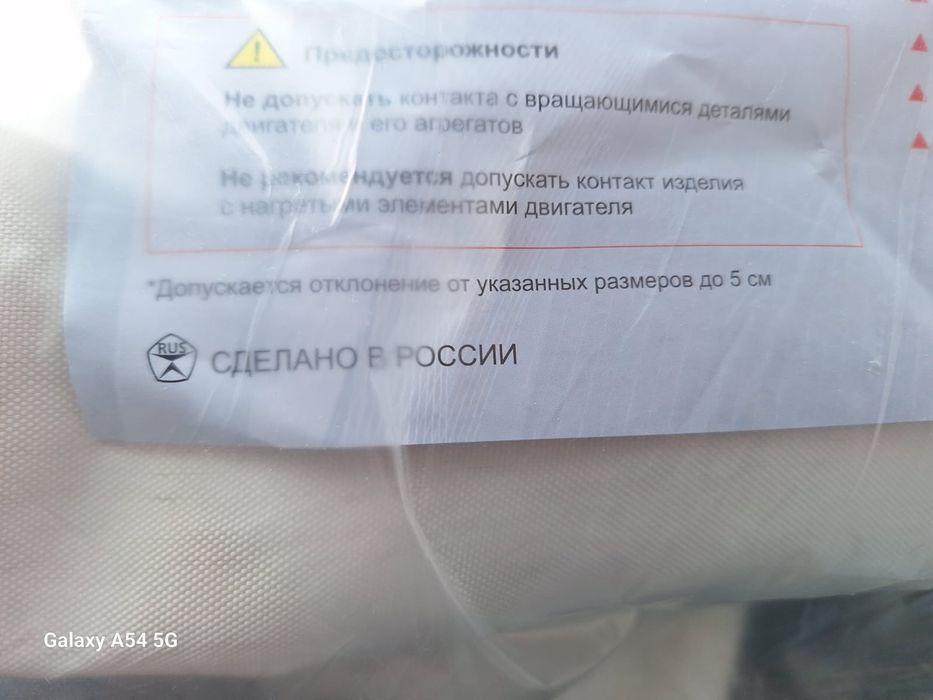 Предосторожности
Не допускать контакта с вращающимися деталями
двигателя и его агрегатов
Не рекомендуется допускать контакт изделия
с нагретыми элементами двигателя
*Допускается отклонение от указанных размеров до 5 см
RUS СДЕЛАНО В РОССИИ
Galaxy A54 5G